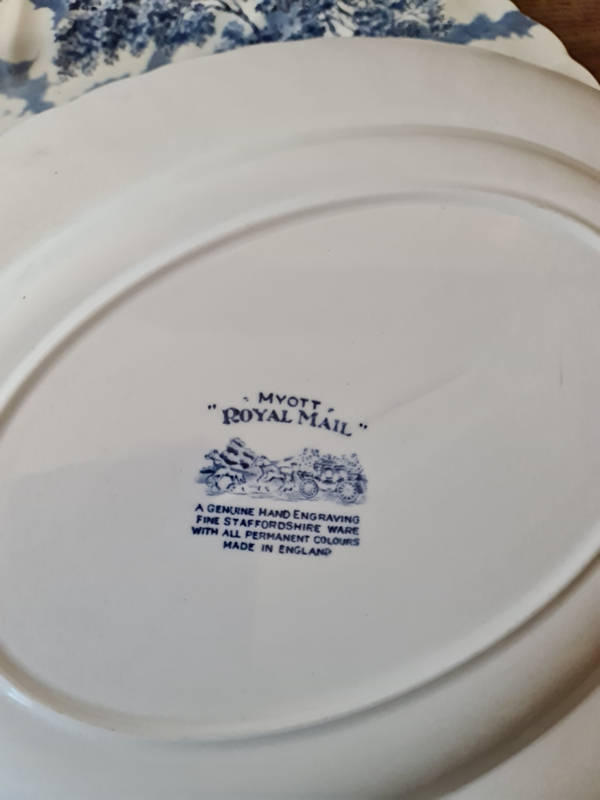 MYOTT
"ROYAL MAIL"
A GENUINE HAND ENGRAVING
FINE STAFFORDSHIRE WARE
WITH ALL PERMANENT COLOURS
MADE IN ENGLAND